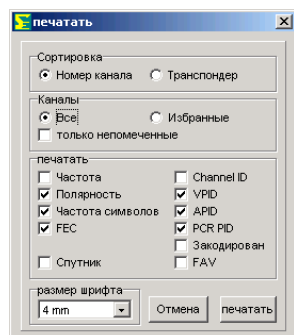 печатать
Сортировка
Номер канала Транспондер
Каналы
Все Избранные
только непомеченные
печатать
Частота Channel ID
Полярность VPID
Частота символов APID
FEC PCR PID
Закодирован
Спутник FAV
размер шрифта
4 mm Отмена печатать